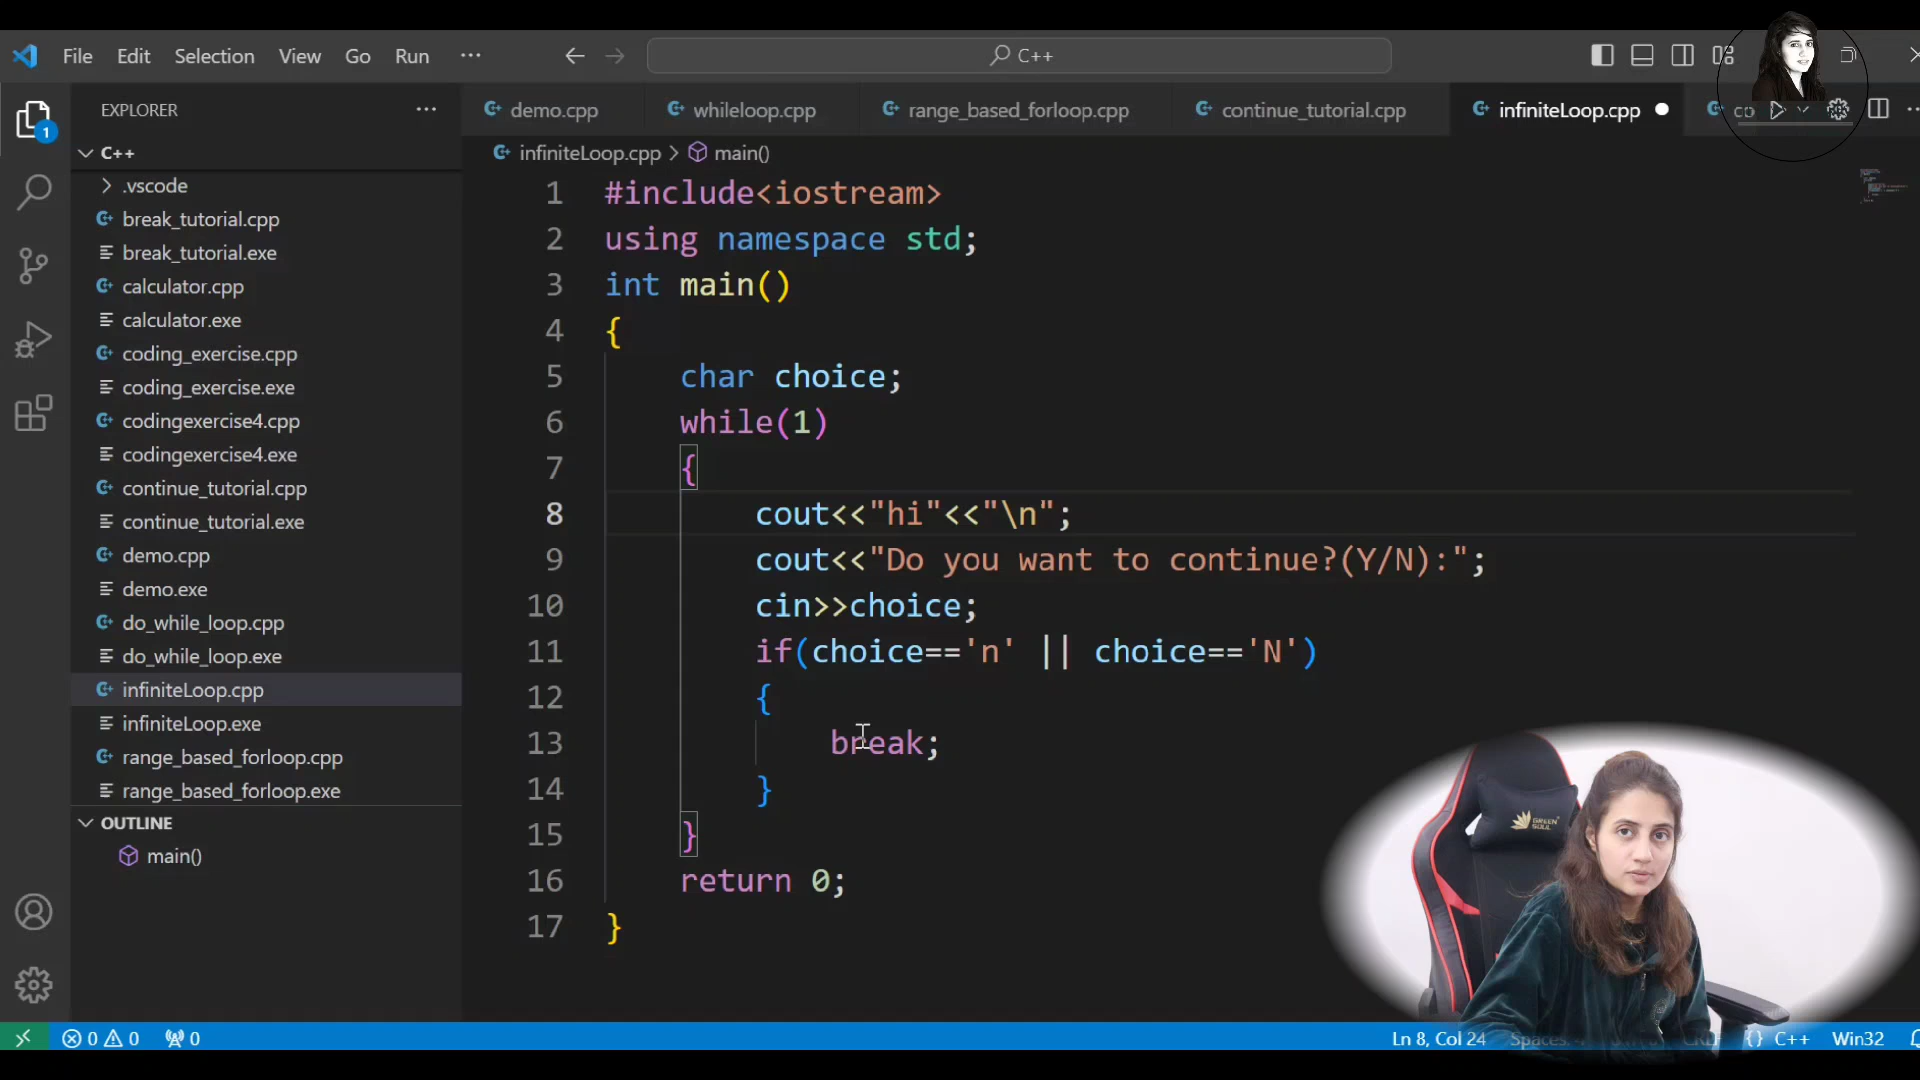 File Edit Selection View Go Run ··· C++
EXPLORER ··· demo.cpp whileloop.cpp range_based_forloop.cpp continue_tutorial.cpp infiniteLoop.cpp co
1
C++
infiniteLoop.cpp > main()
.vscode
break_tutorial.cpp
break_tutorial.exe
calculator.cpp
calculator.exe
coding_exercise.cpp
coding_exercise.exe
codingexercise4.cpp
codingexercise4.exe
continue_tutorial.cpp
continue_tutorial.exe
demo.cpp
demo.exe
do_while_loop.cpp
do_while_loop.exe
infiniteLoop.cpp
infiniteLoop.exe
range_based_forloop.cpp
range_based_forloop.exe
OUTLINE
main()
1 #include<iostream>
2 using namespace std;
3 int main()
4 {
5 char choice;
6 while(1)
7 {
8 cout<<"hi"<<"\n";
9 cout<<"Do you want to continue?(Y/N):";
10 cin>>choice;
11 if(choice=='n' || choice=='N')
12 {
13 break;
14 }
15 }
16 return 0;
17 }
GREEN
SOUL
0 0 0 Ln 8, Col 24 {} C++ Win32